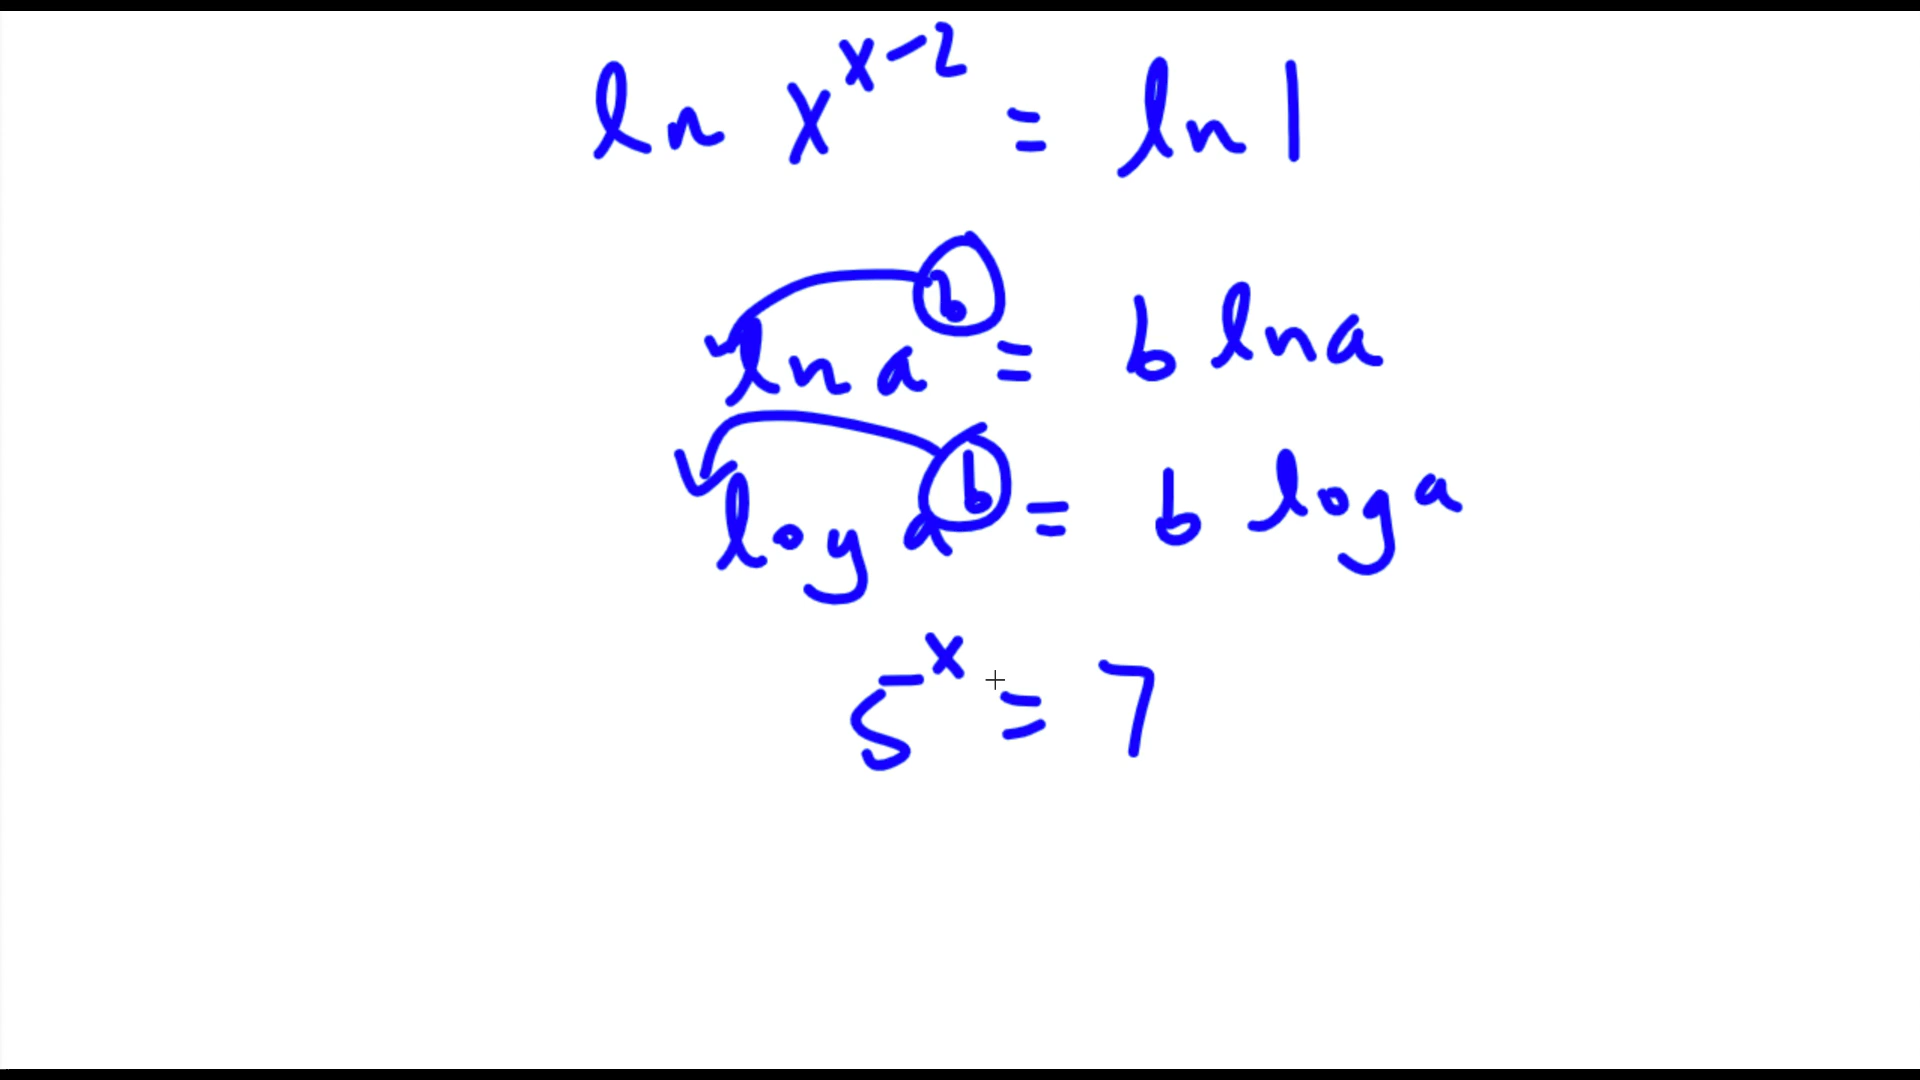 ln x^{x-2} = ln 1
ln a^b = b ln a
log a^b = b log a
5^x = 7